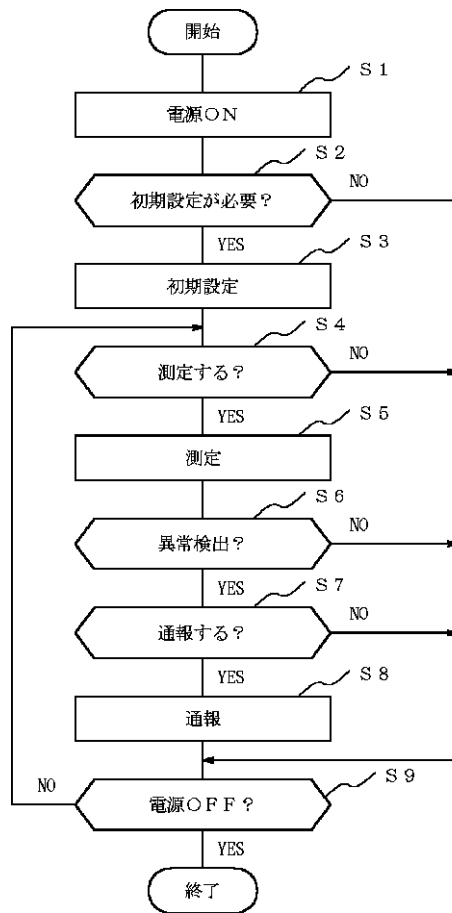 開始
S1
電源ON
S2
初期設定が必要?
NO
YES
S3
初期設定
S4
測定する?
NO
YES
S5
測定
S6
異常検出?
NO
YES
S7
通報する?
NO
YES
S8
通報
S9
NO
電源OFF?
YES
終了